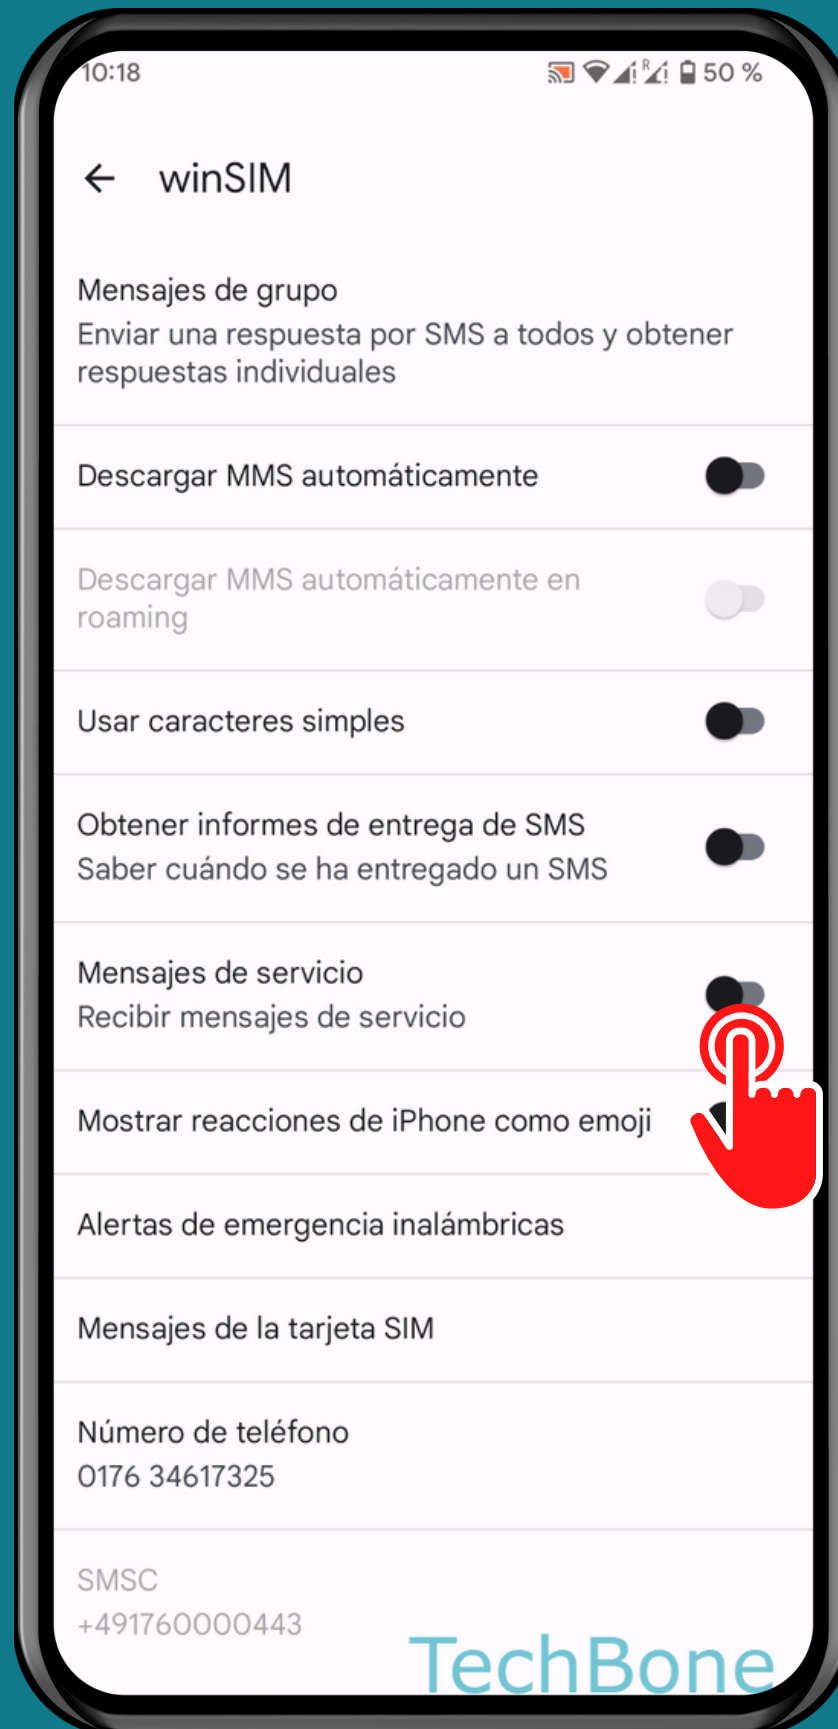 10:18
R
50 %
winSIM
Mensajes de grupo
Enviar una respuesta por SMS a todos y obtener
respuestas individuales
Descargar MMS automáticamente
Descargar MMS automáticamente en
roaming
Usar caracteres simples
Obtener informes de entrega de SMS
Saber cuándo se ha entregado un SMS
Mensajes de servicio
Recibir mensajes de servicio
Mostrar reacciones de iPhone como emoji
Alertas de emergencia inalámbricas
Mensajes de la tarjeta SIM
Número de teléfono
0176 34617325
SMSC
+491760000443
TechBone